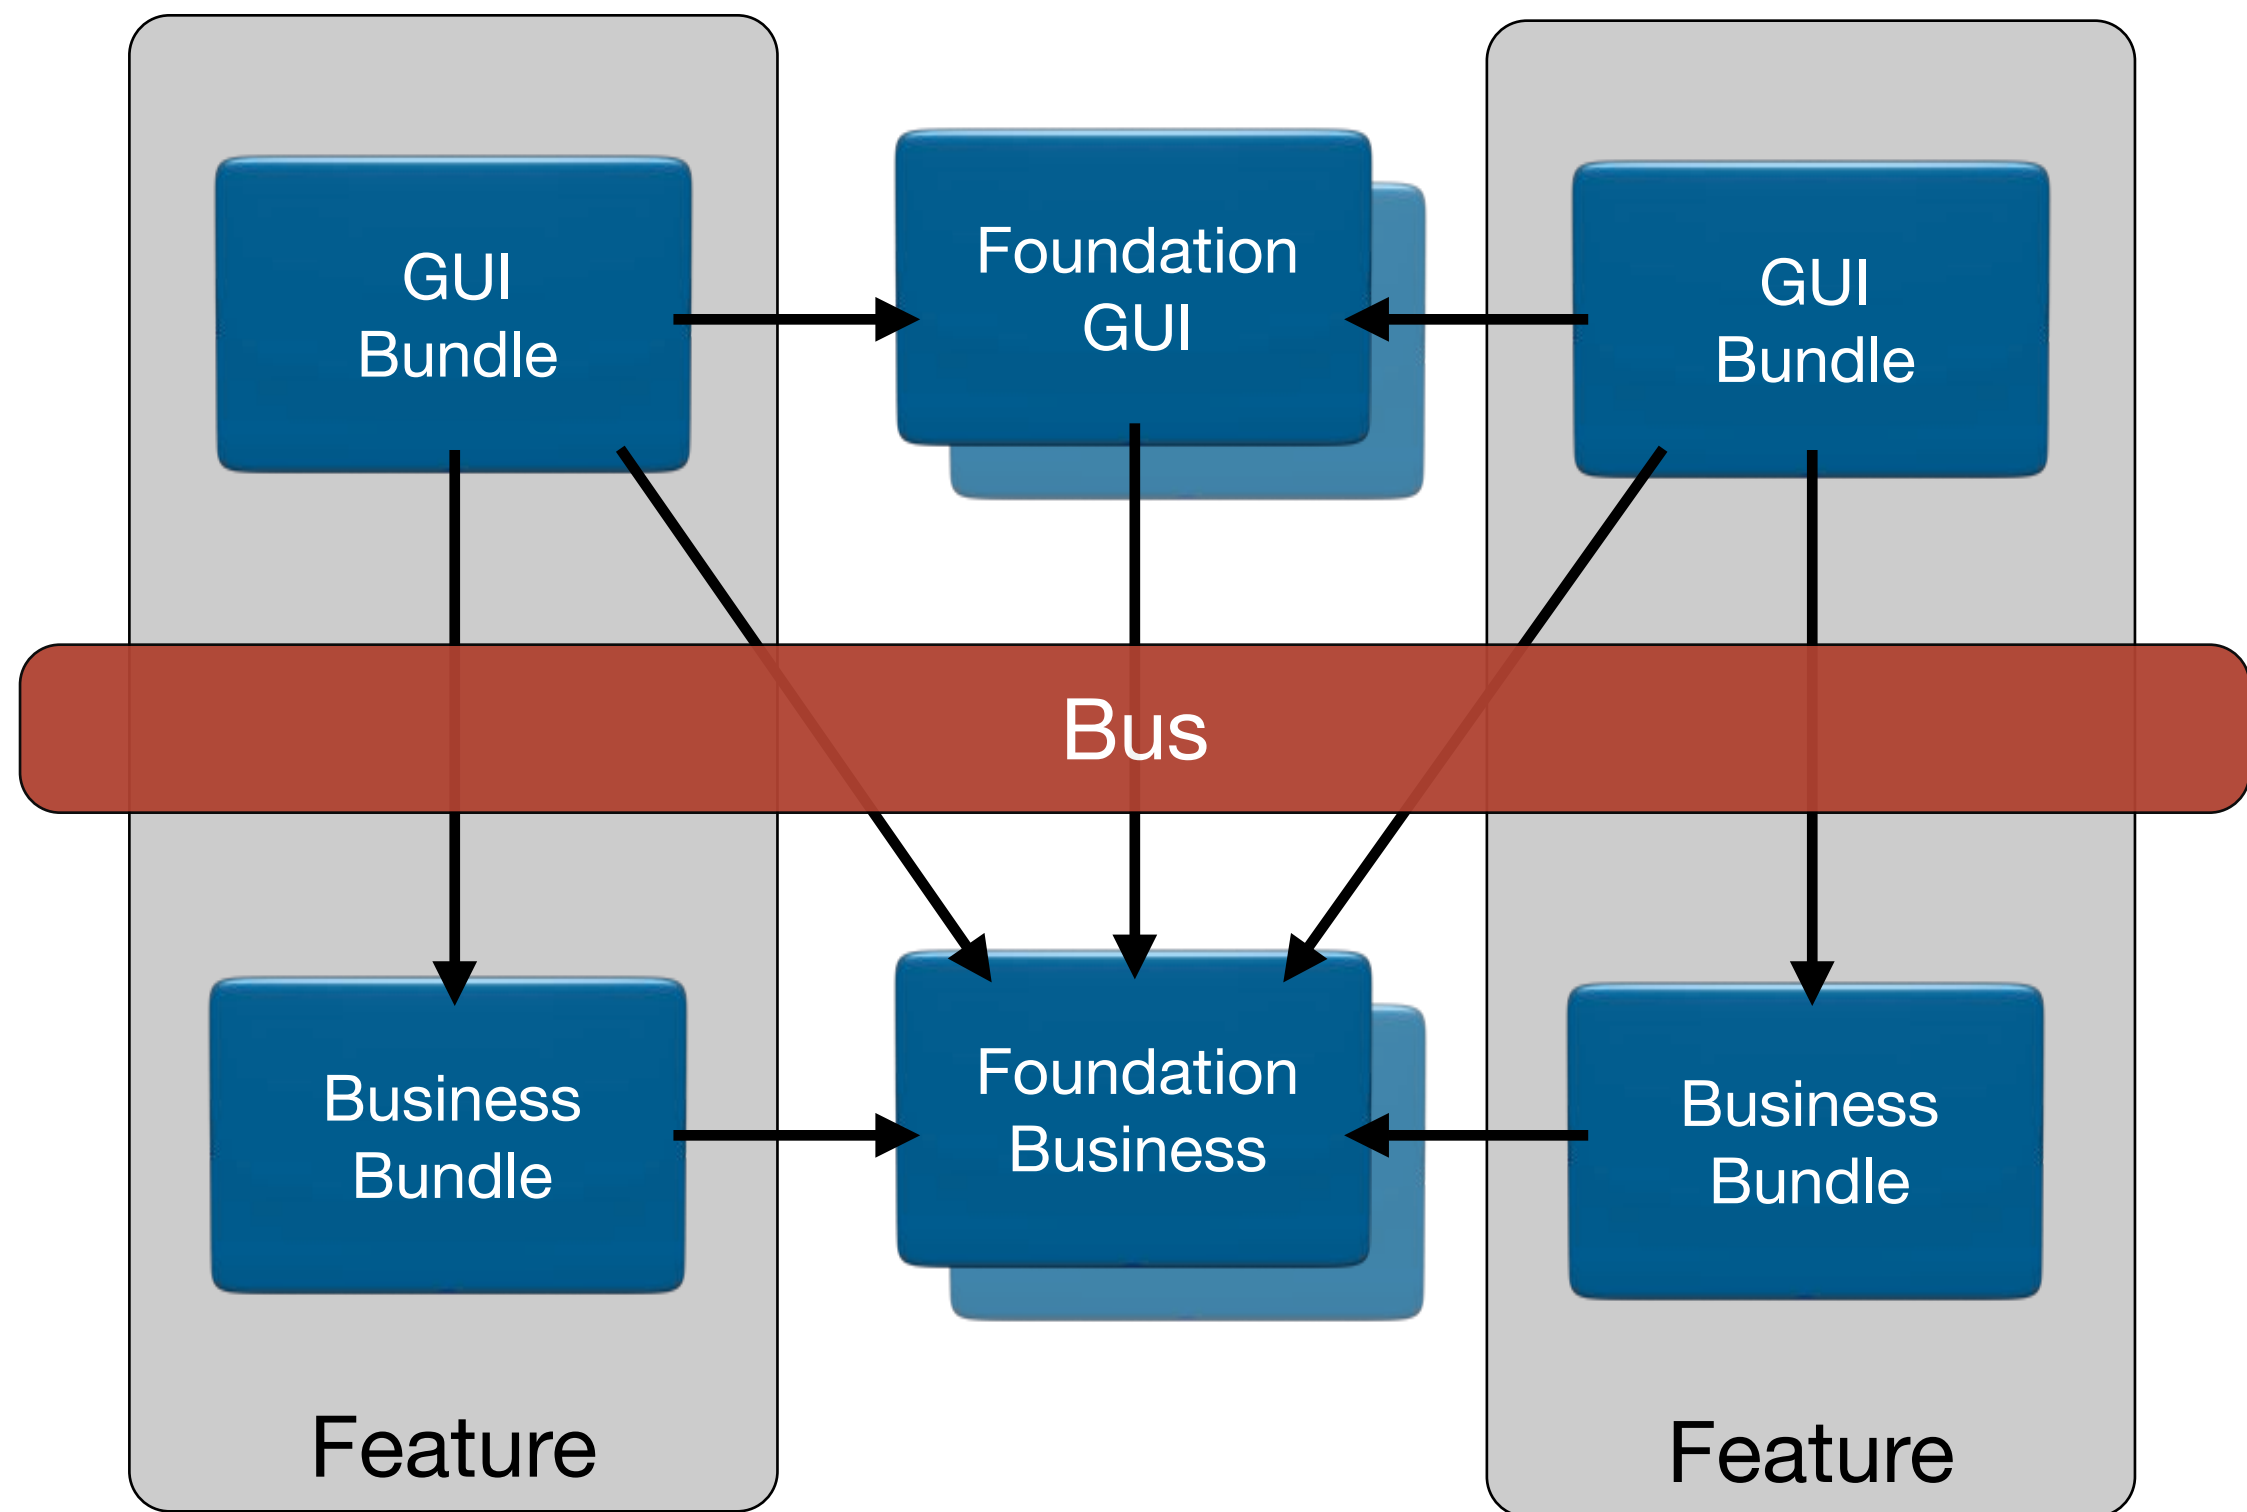 GUI
Bundle
Foundation
GUI
GUI
Bundle
Bus
Business
Bundle
Foundation
Business
Business
Bundle
Feature
Feature